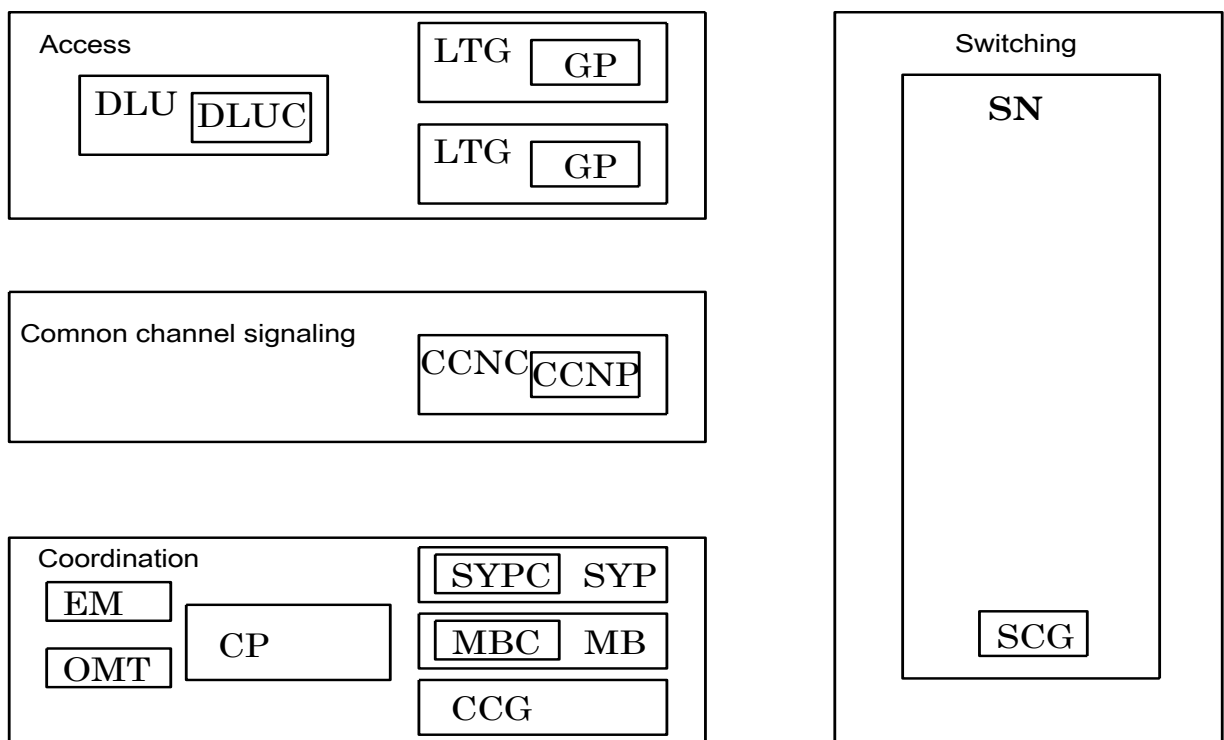 Access
LTG GP
DLU DLUC
LTG GP
Comnon channel signaling
CCNC CCNP
Coordination
EM
OMT
CP
SYPC SYP
MBC MB
CCG
Switching
SN
SCG